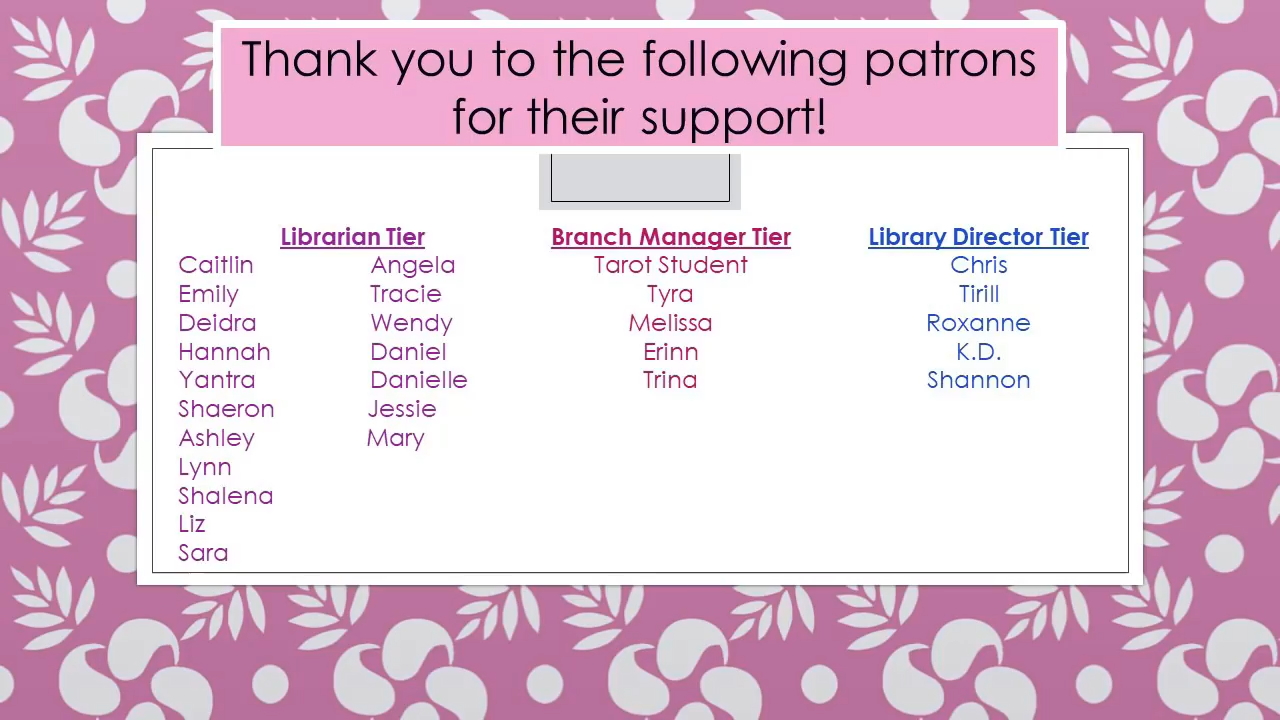 Thank you to the following patrons
for their support!
Librarian Tier
Caitlin Angela
Emily Tracie
Deidra Wendy
Hannah Daniel
Yantra Danielle
Shaeron Jessie
Ashley Mary
Lynn
Shalena
Liz
Sara
Branch Manager Tier
Tarot Student
Tyra
Melissa
Erinn
Trina
Library Director Tier
Chris
Tirill
Roxanne
K.D.
Shannon